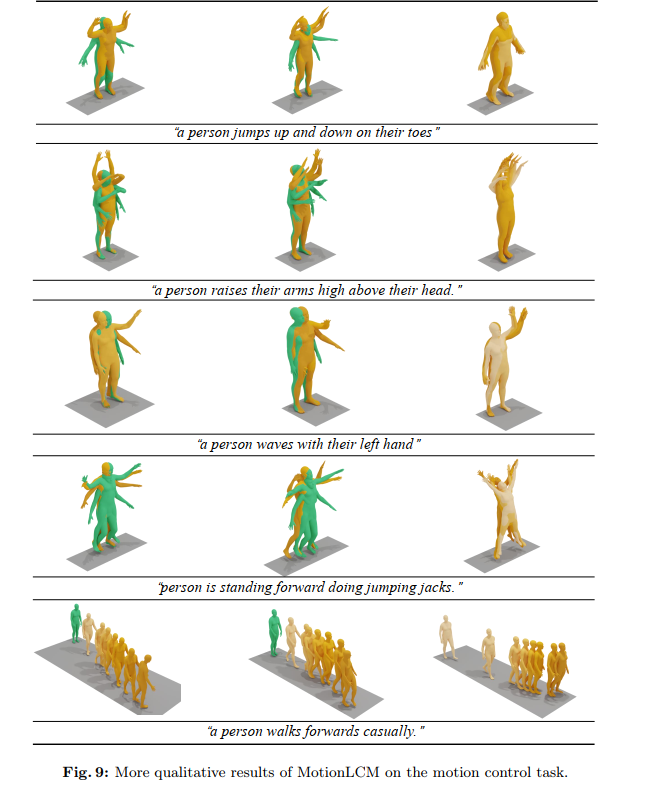 “a person jumps up and down on their toes”
“a person raises their arms high above their head.”
“a person waves with their left hand”
“person is standing forward doing jumping jacks.”
“a person walks forwards casually.”
Fig. 9: More qualitative results of MotionLCM on the motion control task.